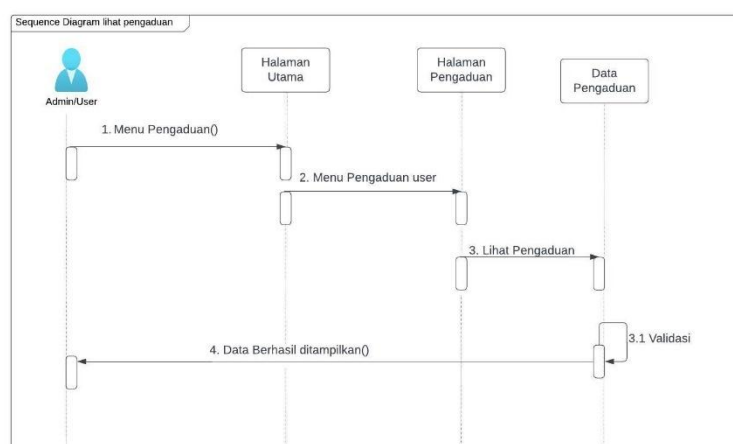 Sequence Diagram lihat pengaduan
Admin/User
Halaman
Utama
Halaman
Pengaduan
Data
Pengaduan
1. Menu Pengaduan()
2. Menu Pengaduan user
3. Lihat Pengaduan
3.1 Validasi
4. Data Berhasil ditampilkan()